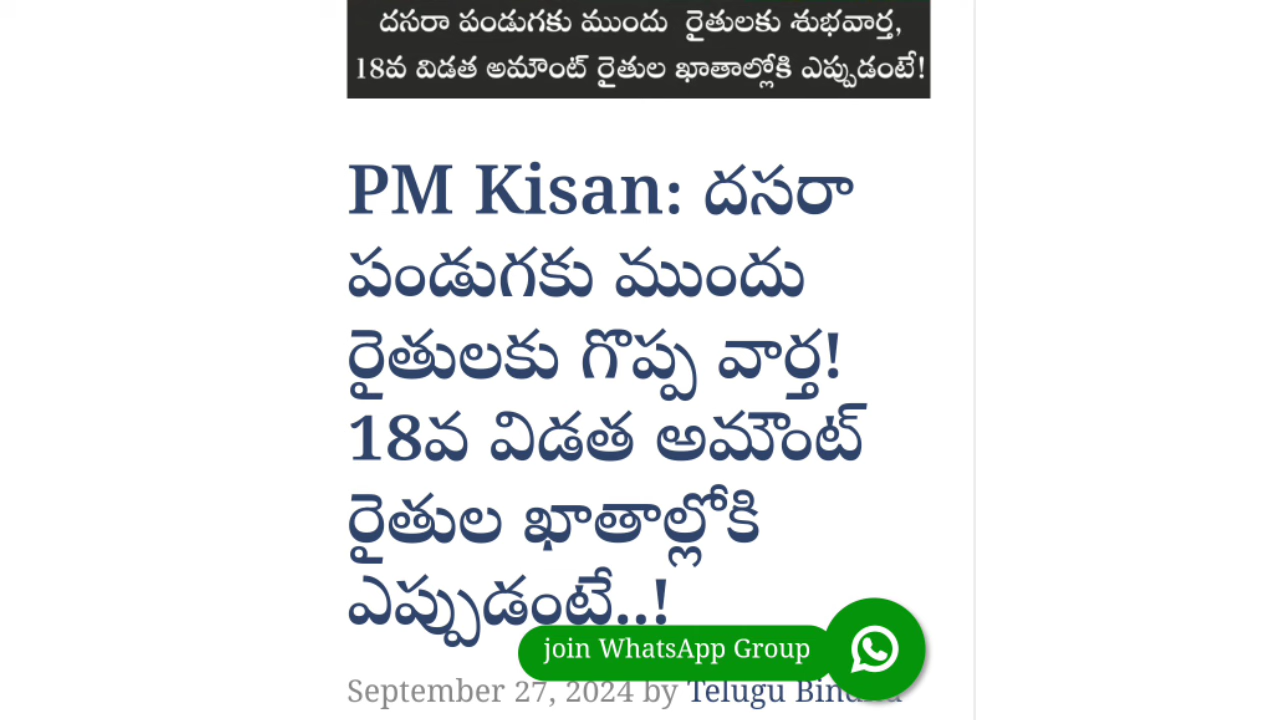 దసరా పండుగకు ముందు రైతులకు శుభవార్త,
18వ విడత అమౌంట్ రైతుల ఖాతాల్లోకి ఎప్పుడంటే!
PM Kisan: దసరా
పండుగకు ముందు
రైతులకు గొప్ప వార్త!
18వ విడత అమౌంట్
రైతుల ఖాతాల్లోకి
ఎప్పుడంటే..!
join WhatsApp Group
September 27, 2024 by Telugu